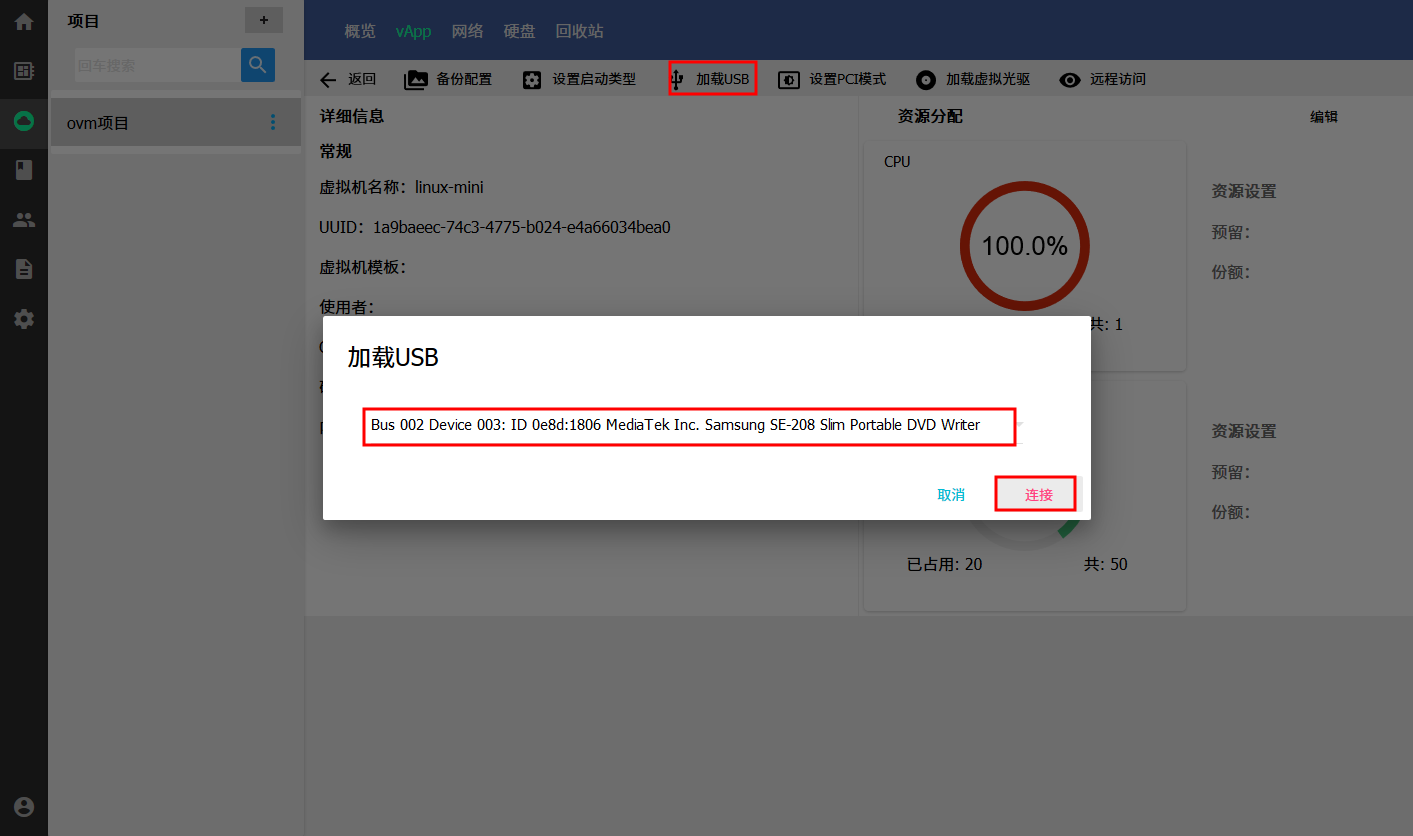 项目
+
回车搜索
ovm项目
概览 vApp 网络 硬盘 回收站
返回 备份配置 设置启动类型 加载USB 设置PCI模式 加载虚拟光驱 远程访问
详细信息
常规
虚拟机名称：linux-mini
UUID：1a9baeec-74c3-4775-b024-e4a66034bea0
虚拟机模板：
使用者：
资源分配 编辑
CPU
100.0%
共: 1
资源设置
预留：
份额：
加载USB
Bus 002 Device 003: ID 0e8d:1806 MediaTek Inc. Samsung SE-208 Slim Portable DVD Writer
取消 连接
已占用: 20 共: 50
资源设置
预留：
份额：